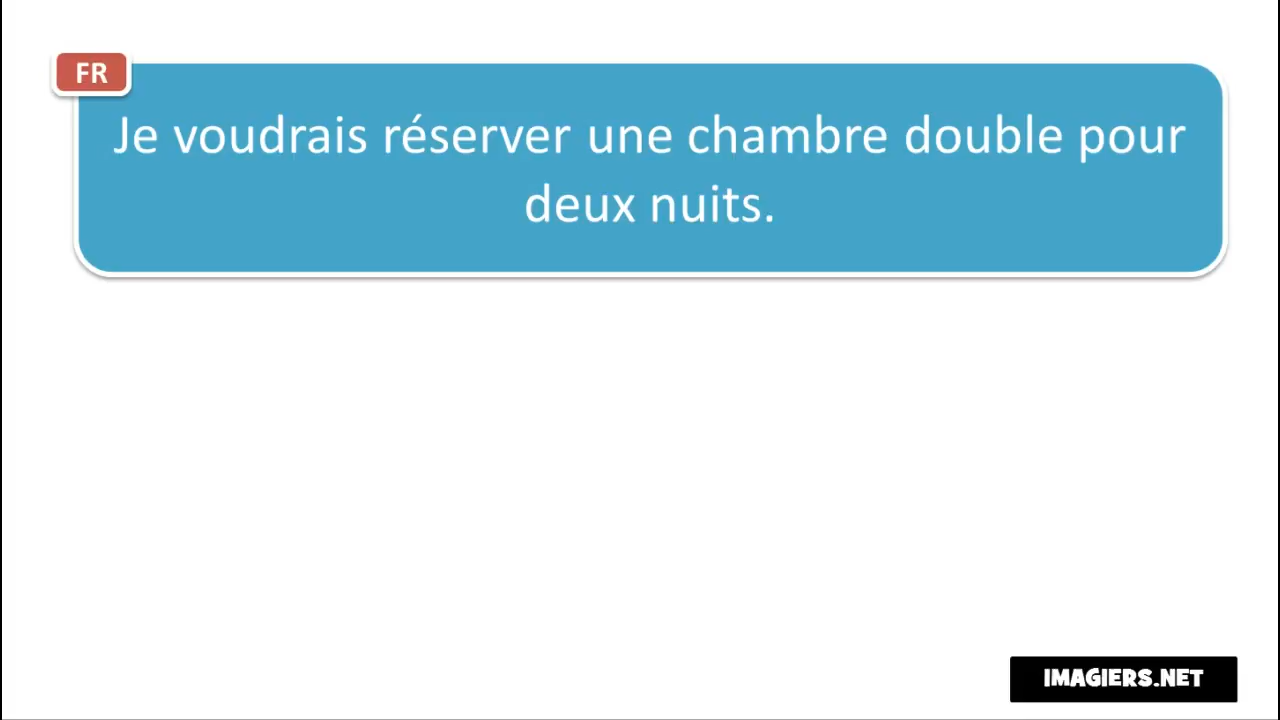 FR
Je voudrais réserver une chambre double pour
deux nuits.
IMAGIERS.NET